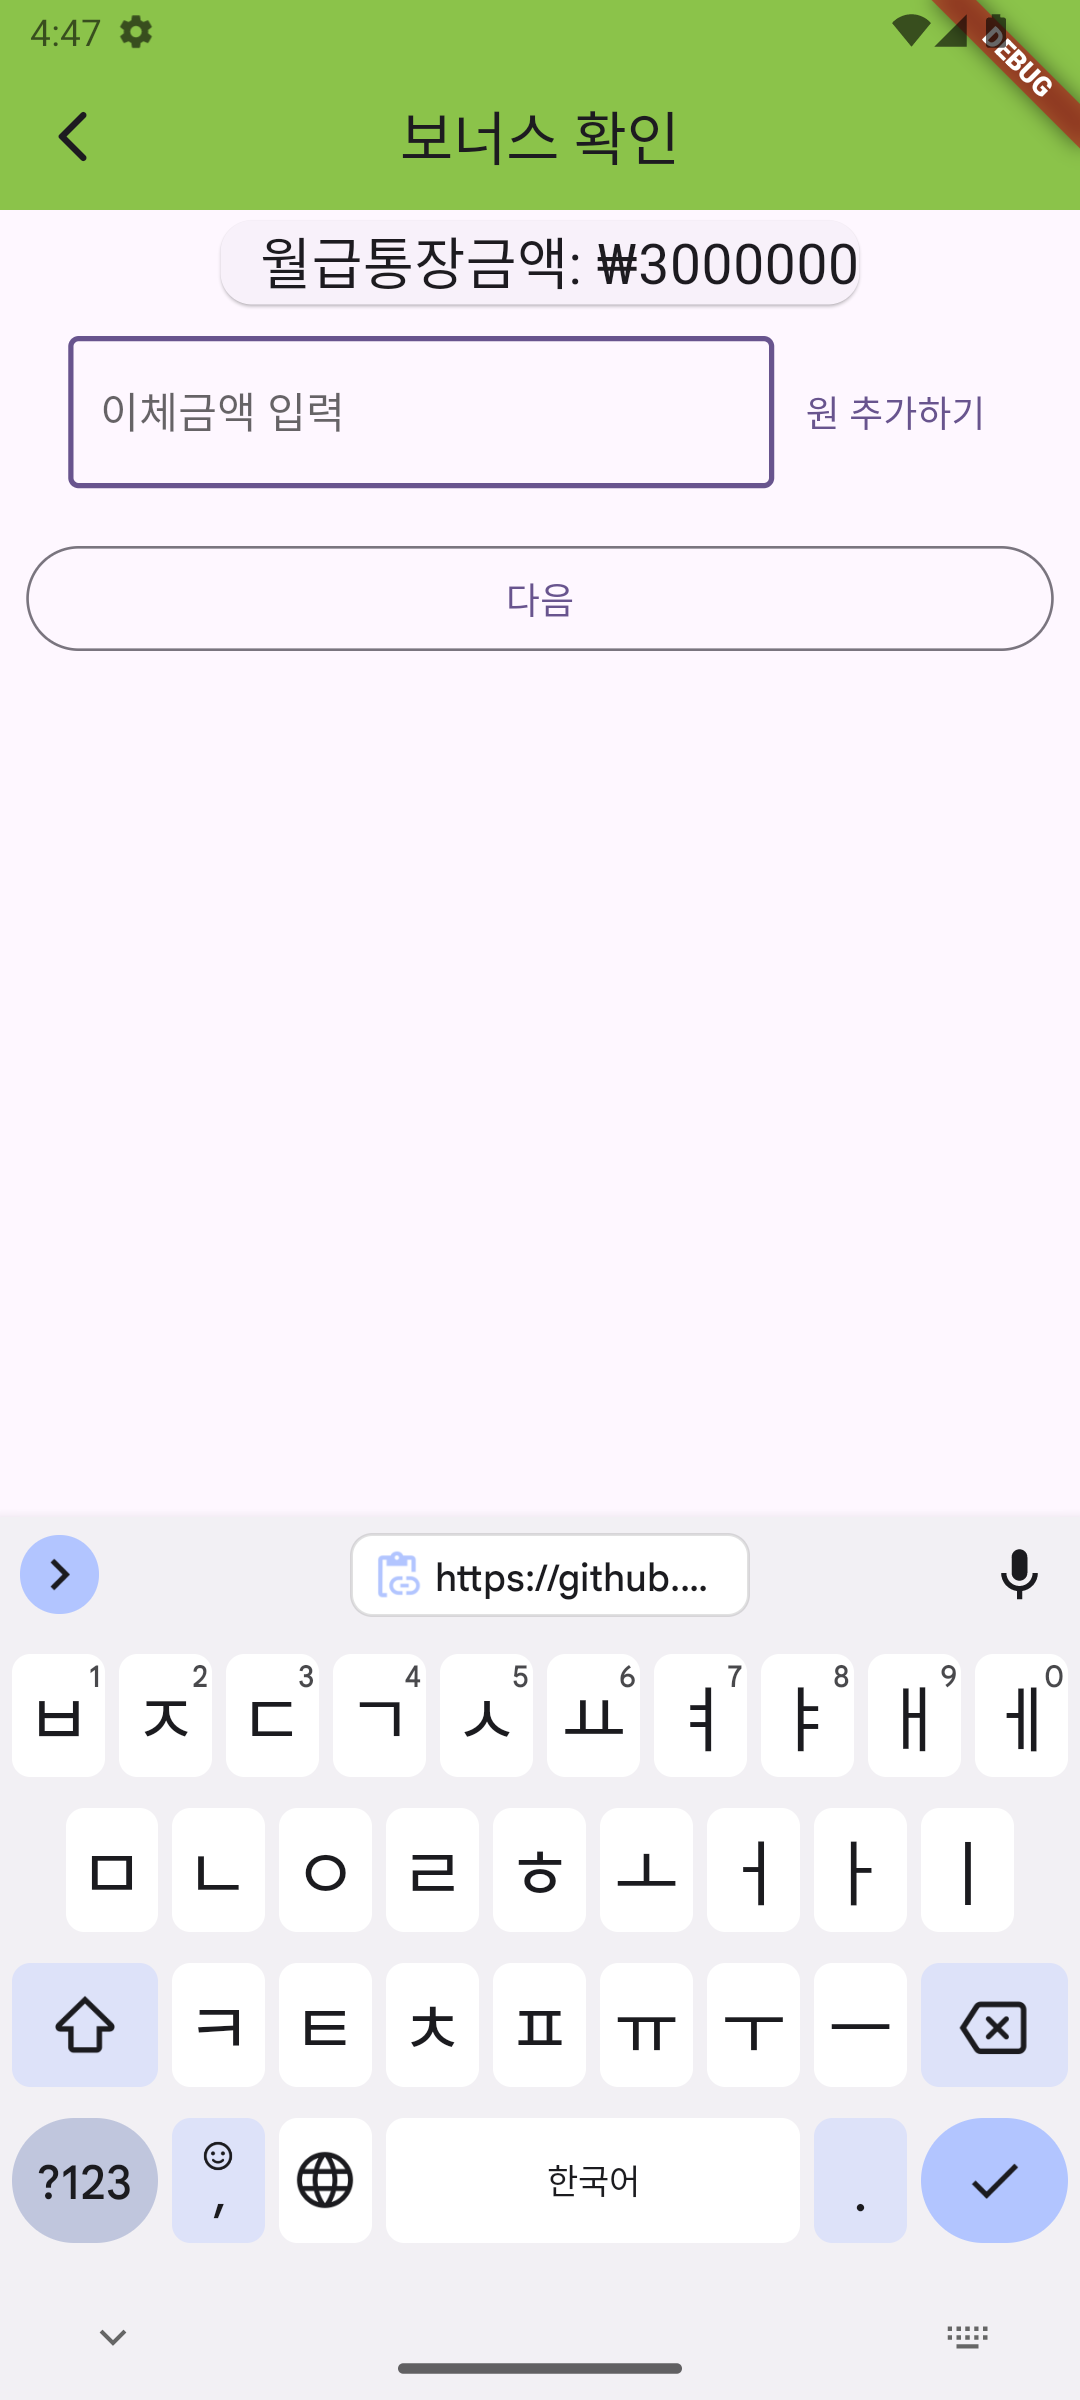 4:47
DEBUG
보너스 확인
월급통장금액: ₩3000000
이체금액 입력
원 추가하기
다음
https://github....
1 2 3 4 5 6 7 8 9 0
ㅂ ㅈ ㄷ ㄱ ㅅ ㅛ ㅕ ㅑ ㅐ ㅔ
ㅁ ㄴ ㅇ ㄹ ㅎ ㅗ ㅓ ㅏ ㅣ
ㅋ ㅌ ㅊ ㅍ ㅠ ㅜ ㅡ
?123 , 한국어 .